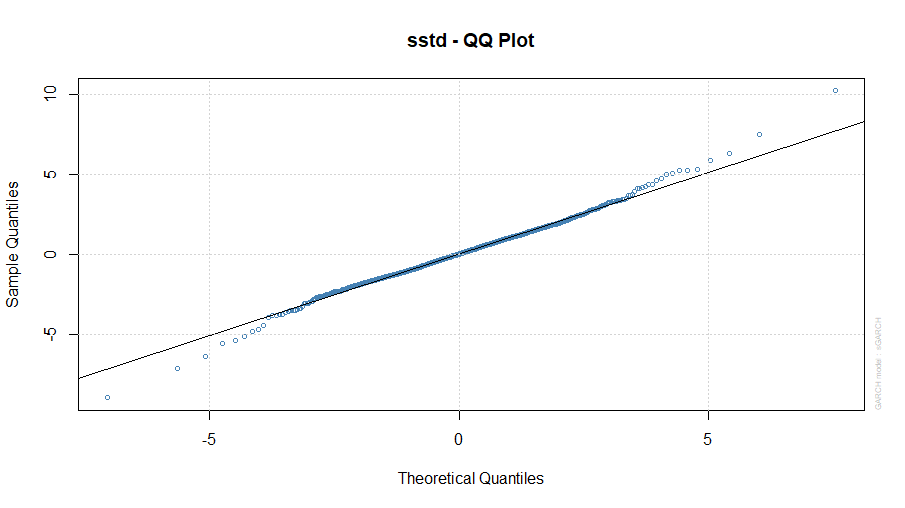 sstd - QQ Plot
10
5
0
-5
Sample Quantiles
-5
0
5
Theoretical Quantiles
GARCH model : sGARCH